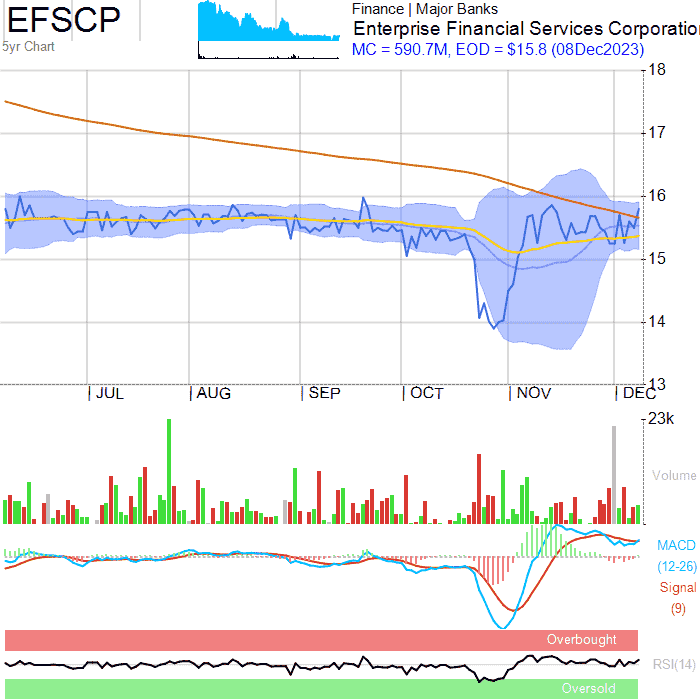 EFSCP
5yr Chart
Finance | Major Banks
Enterprise Financial Services Corporation
MC = 590.7M, EOD = $15.8 (08Dec2023)
18
17
16
15
14
13
JUL AUG SEP OCT NOV DEC
23k
Volume
MACD
(12-26)
Signal
(9)
Overbought
RSI(14)
Oversold